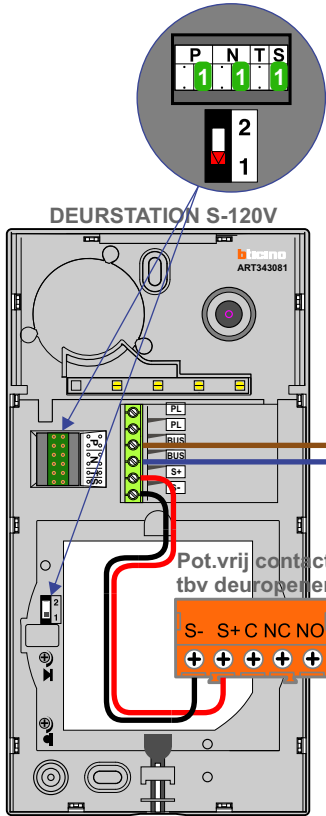 P N T S
1 1 1
2
1
DEURSTATION S-120V
bticino
ART343081
PL
PL
BUS
BUS
S+
S-
P N T S
2
1
Pot.vrij contact
tbv deuropener
S- S+ C NC NO